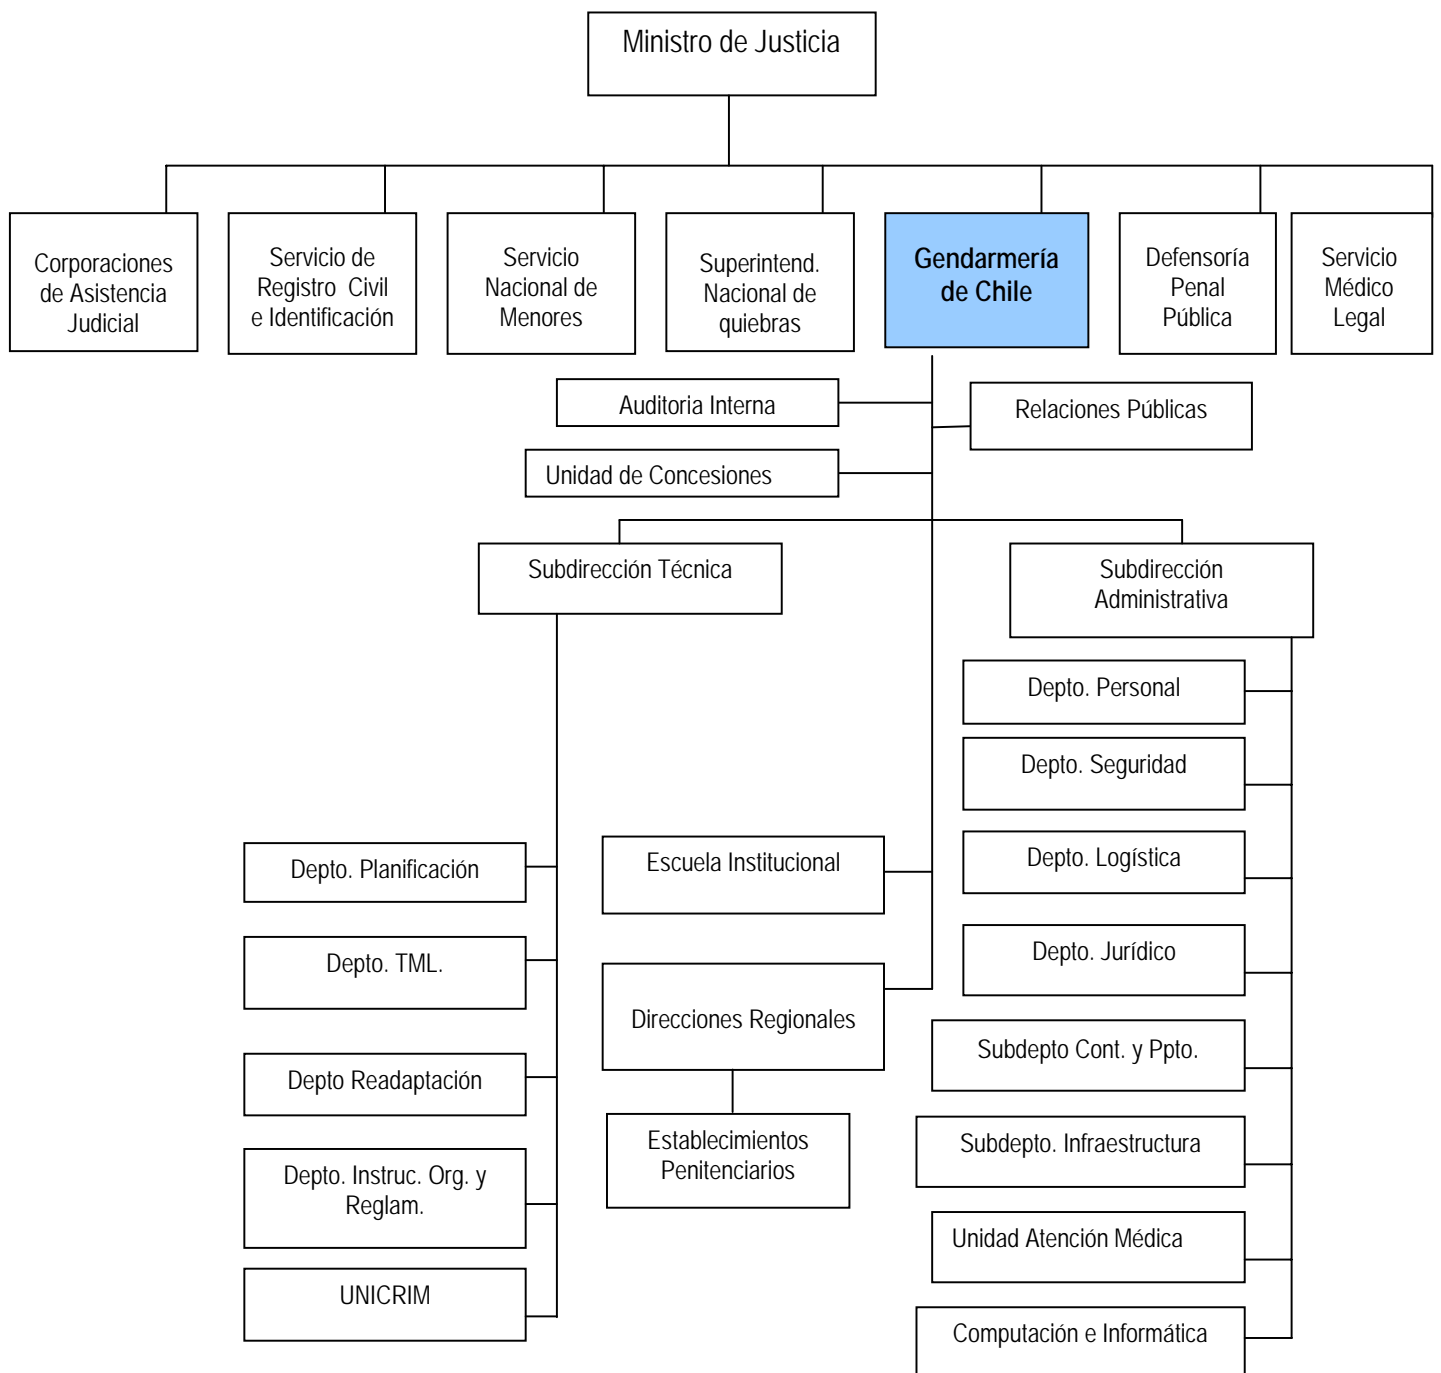 Ministro de Justicia
Corporaciones
de Asistencia
Judicial
Servicio de
Registro Civil
e Identificación
Servicio
Nacional de
Menores
Superintend.
Nacional de
quiebras
Gendarmería
de Chile
Defensoría
Penal
Pública
Servicio
Médico
Legal
Auditoria Interna
Relaciones Públicas
Unidad de Concesiones
Subdirección Técnica
Subdirección
Administrativa
Depto. Planificación
Depto. TML.
Depto Readaptación
Depto. Instruc. Org. y
Reglam.
UNICRIM
Escuela Institucional
Direcciones Regionales
Establecimientos
Penitenciarios
Depto. Personal
Depto. Seguridad
Depto. Logística
Depto. Jurídico
Subdepto Cont. y Ppto.
Subdepto. Infraestructura
Unidad Atención Médica
Computación e Informática